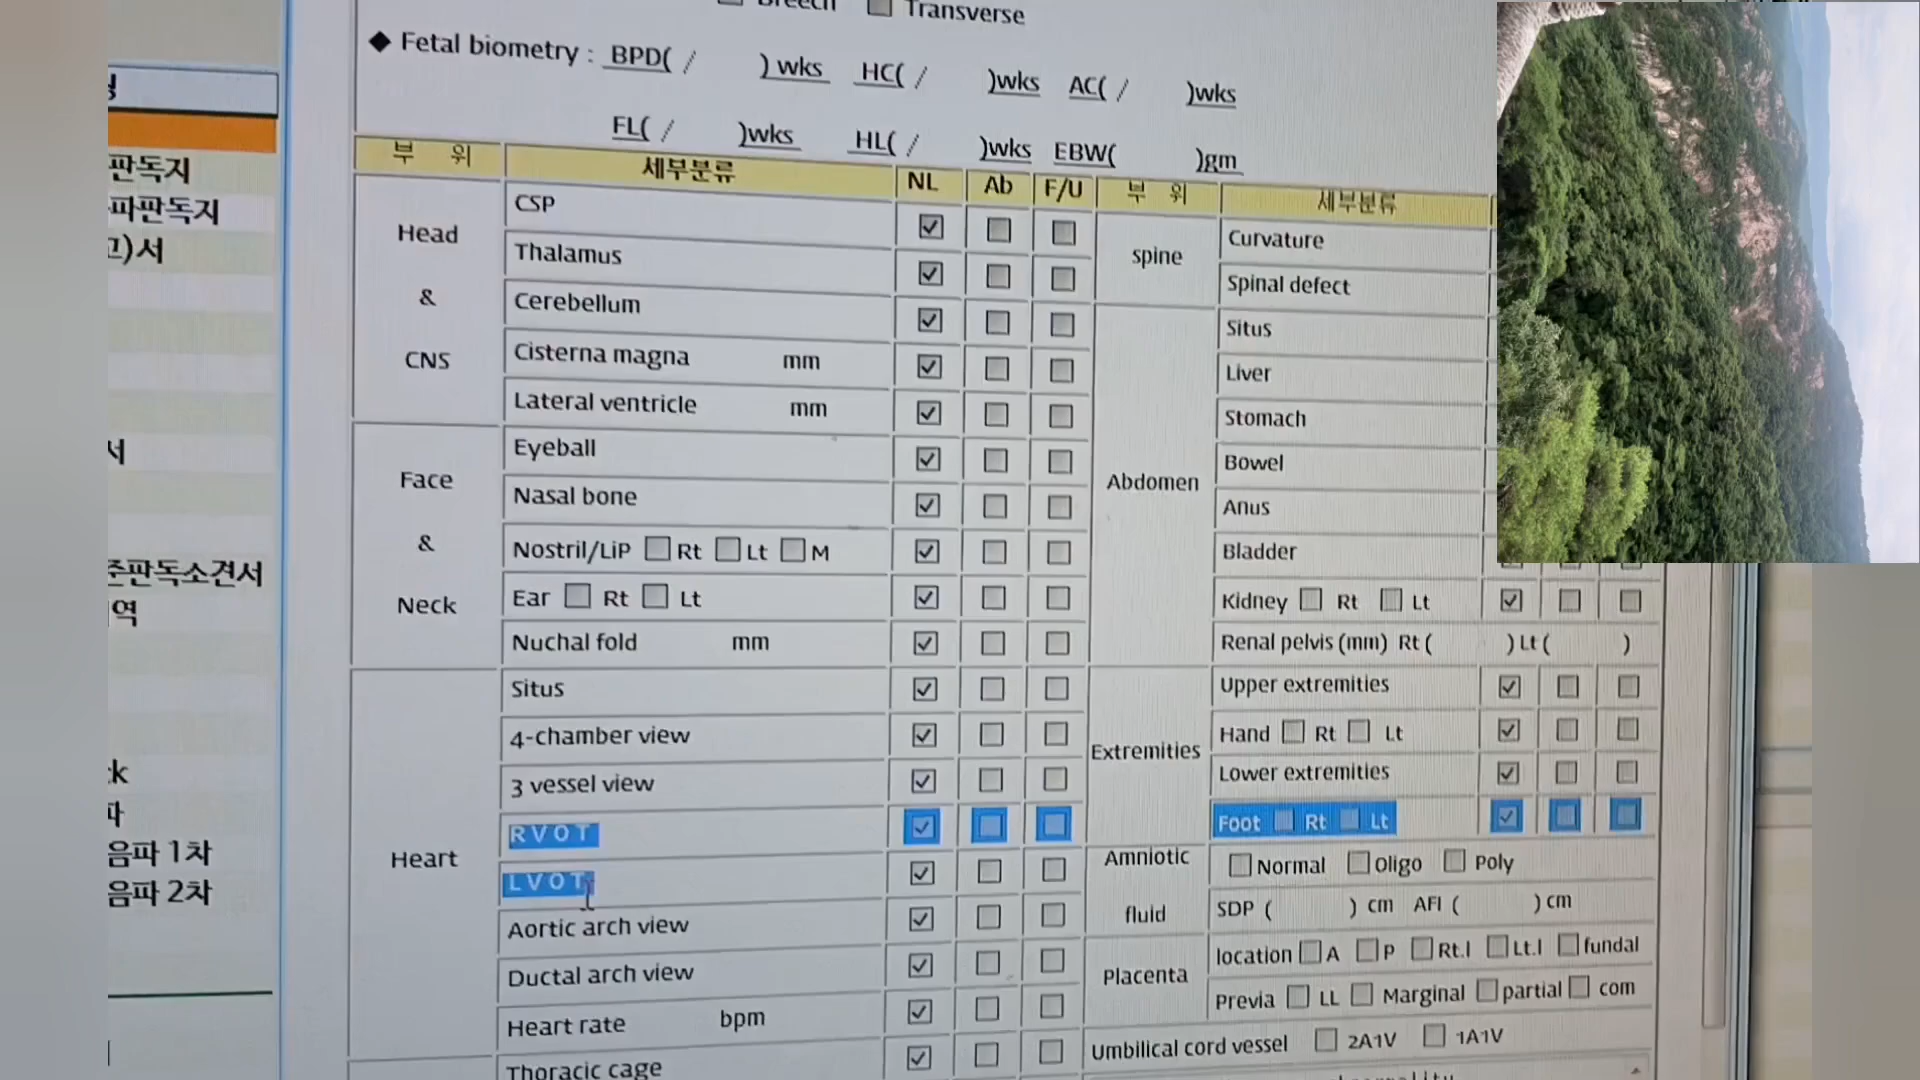 Transverse
◆ Fetal biometry : BPD( / ) wks HC( / )wks AC( / )wks
FL( / )wks HL( / )wks EBW( )gm
부 위 세부분류 NL Ab F/U 부 위 세부분류
Head & CNS
CSP
Thalamus
Cerebellum
Cisterna magna mm
Lateral ventricle mm
Face & Neck
Eyeball
Nasal bone
Nostril/LiP Rt Lt M
Ear Rt Lt
Nuchal fold mm
Heart
Situs
4-chamber view
3 vessel view
RVOT
LVOT
Aortic arch view
Ductal arch view
Heart rate bpm
Thoracic cage
spine
Curvature
Spinal defect
Abdomen
Situs
Liver
Stomach
Bowel
Anus
Bladder
Kidney Rt Lt
Renal pelvis (mm) Rt ( ) Lt ( )
Extremities
Upper extremities
Hand Rt Lt
Lower extremities
Foot Rt Lt
Amniotic fluid
Normal Oligo Poly
SDP ( ) cm AFI ( ) cm
Placenta
location A P Rt.l Lt.l fundal
Previa LL Marginal partial com
Umbilical cord vessel 2A1V 1A1V
판독지
파판독지
)서
서
준판독소견서
역
k
파
음파 1차
음파 2차